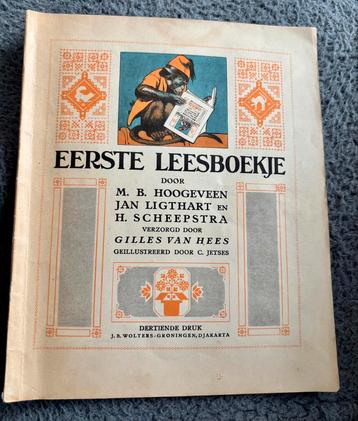 EERSTE LEESBOEKJE
DOOR
M. B. HOOGEVEEN
JAN LIGTHART EN
H. SCHEEPSTRA
VERZORGD DOOR
GILLES VAN HEES
GEILLUSTREERD DOOR C. JETSES
DERTIENDE DRUK
J. B. WOLTERS-GRONINGEN, DJAKARTA